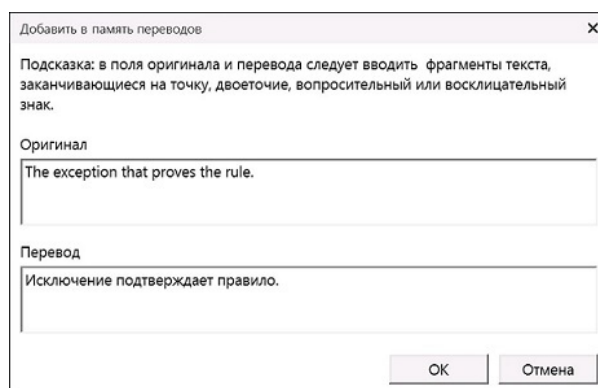 Добавить в память переводов
Подсказка: в поля оригинала и перевода следует вводить фрагменты текста,
заканчивающиеся на точку, двоеточие, вопросительный или восклицательный
знак.
Оригинал
The exception that proves the rule.
Перевод
Исключение подтверждает правило.
ОК Отмена